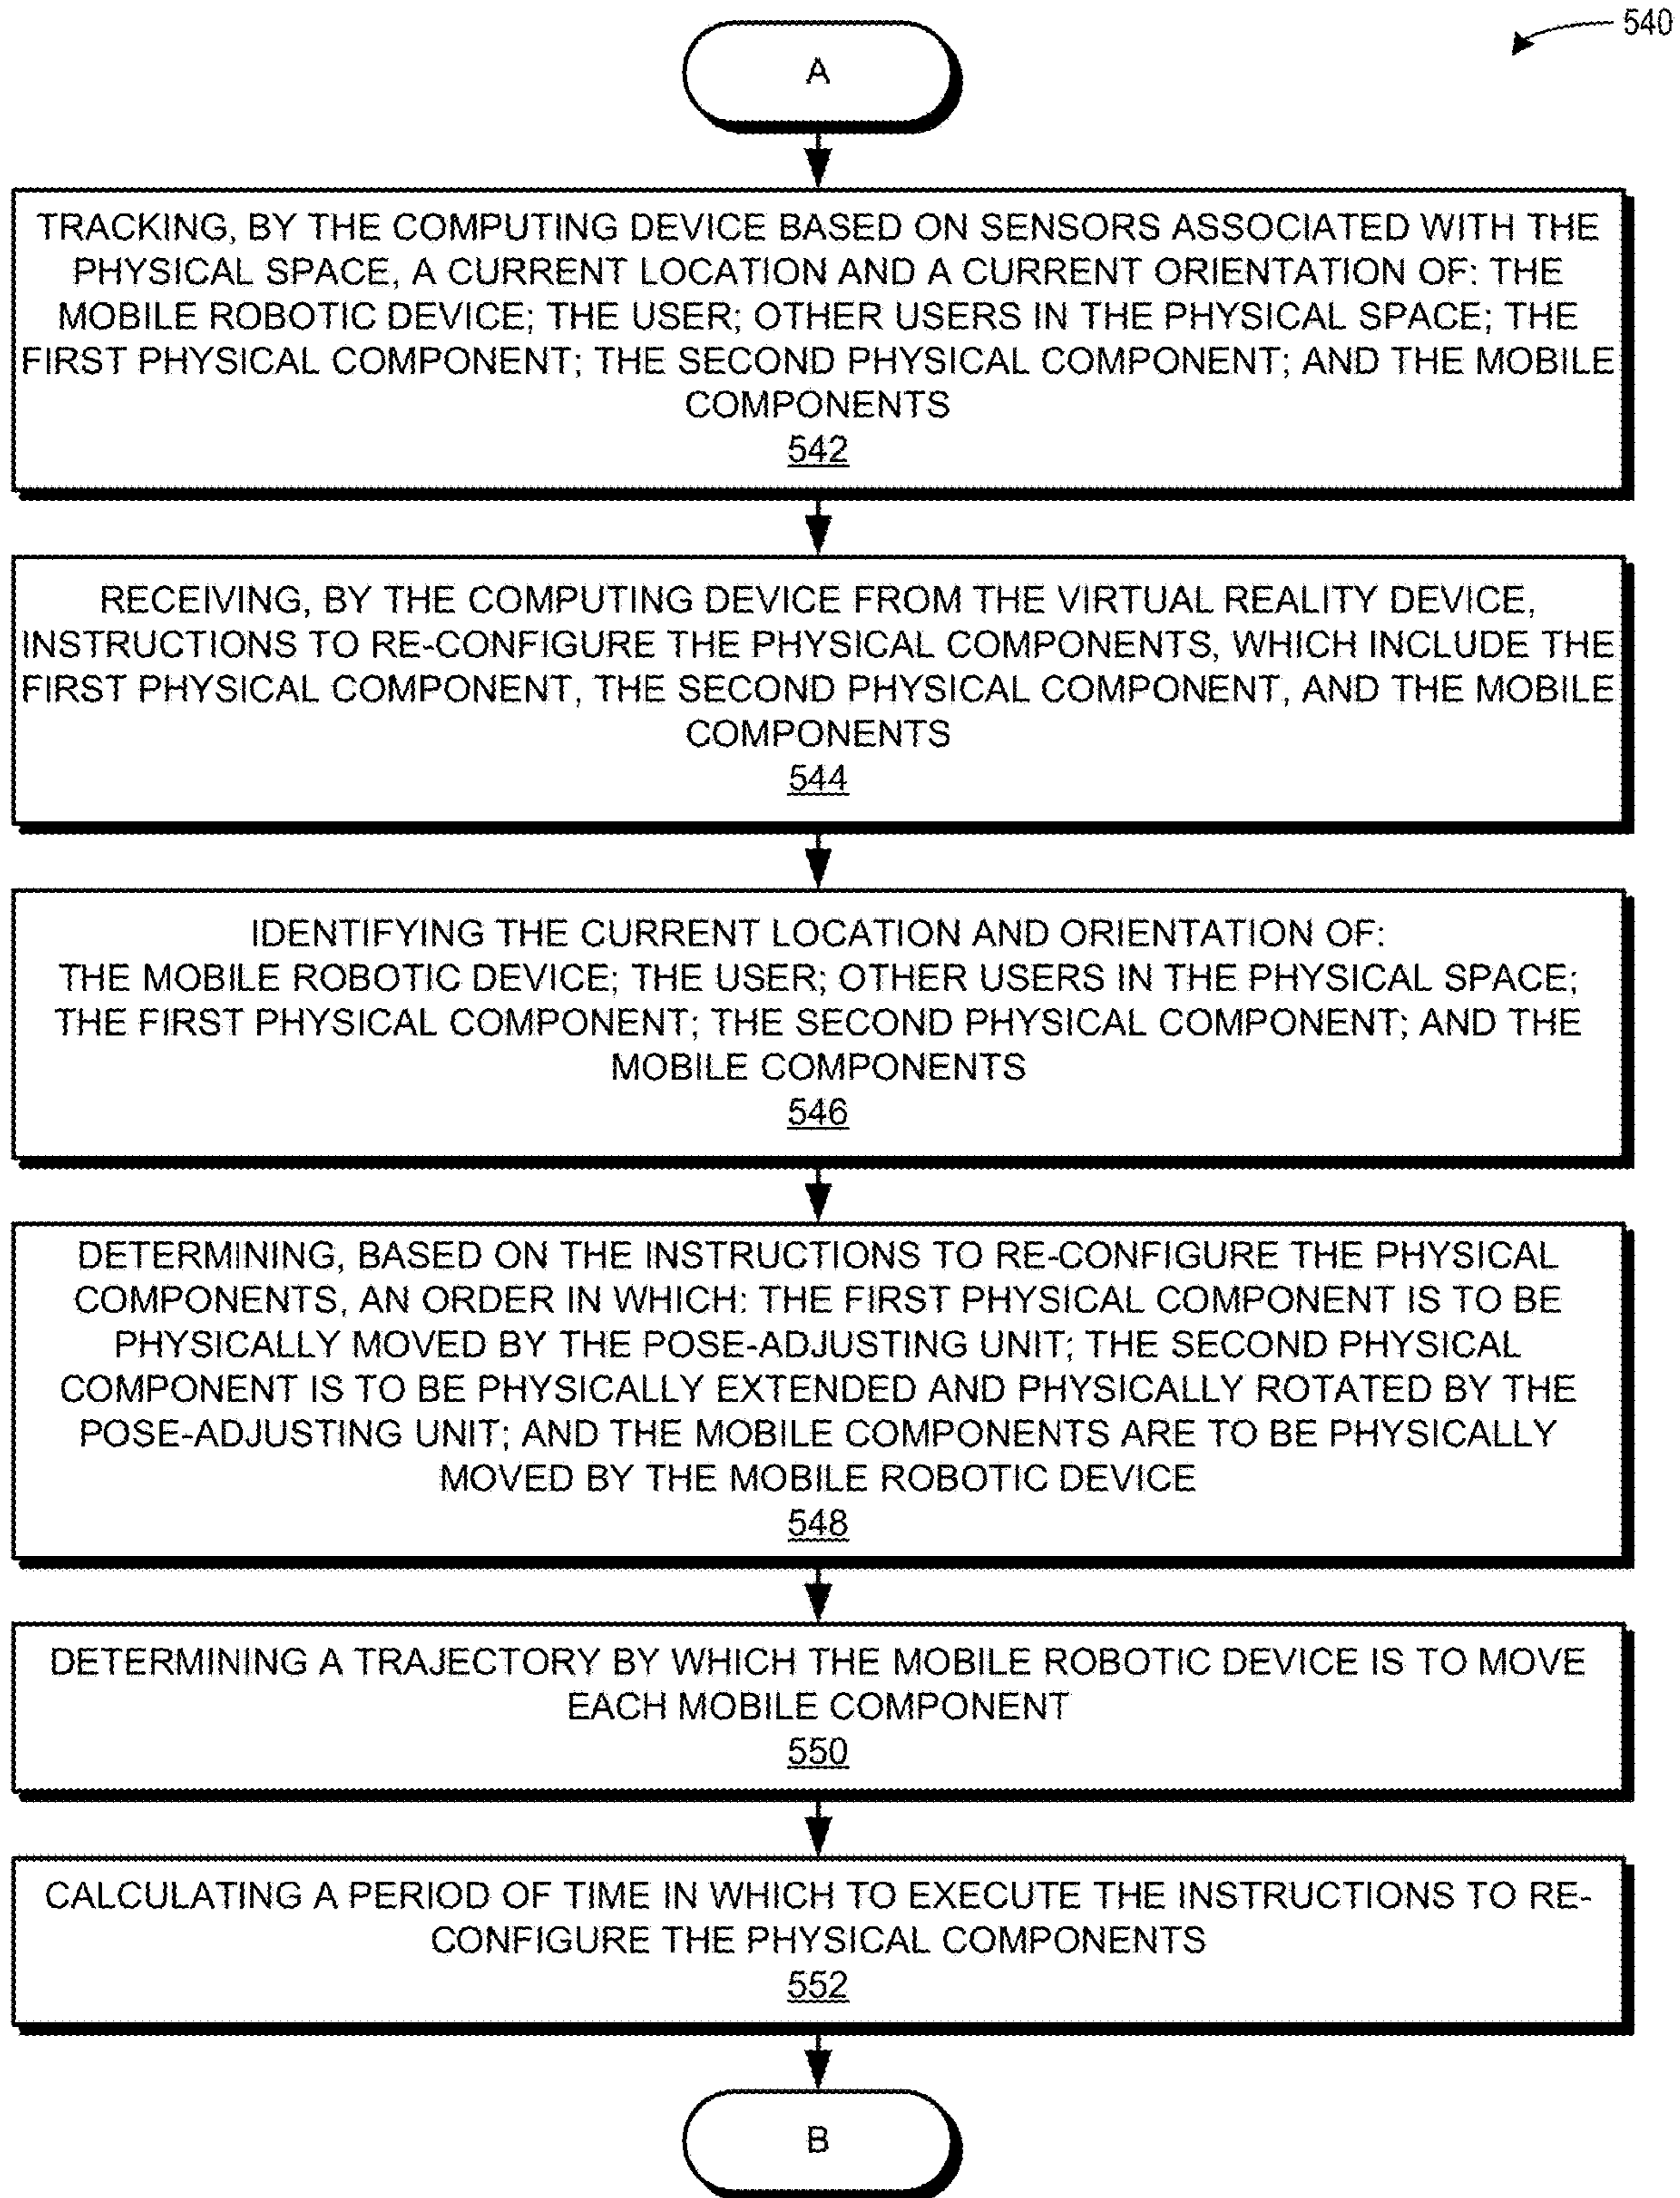 540
A
TRACKING, BY THE COMPUTING DEVICE BASED ON SENSORS ASSOCIATED WITH THE
PHYSICAL SPACE, A CURRENT LOCATION AND A CURRENT ORIENTATION OF: THE
MOBILE ROBOTIC DEVICE; THE USER; OTHER USERS IN THE PHYSICAL SPACE; THE
FIRST PHYSICAL COMPONENT; THE SECOND PHYSICAL COMPONENT; AND THE MOBILE
COMPONENTS
542
RECEIVING, BY THE COMPUTING DEVICE FROM THE VIRTUAL REALITY DEVICE,
INSTRUCTIONS TO RE-CONFIGURE THE PHYSICAL COMPONENTS, WHICH INCLUDE THE
FIRST PHYSICAL COMPONENT, THE SECOND PHYSICAL COMPONENT, AND THE MOBILE
COMPONENTS
544
IDENTIFYING THE CURRENT LOCATION AND ORIENTATION OF:
THE MOBILE ROBOTIC DEVICE; THE USER; OTHER USERS IN THE PHYSICAL SPACE;
THE FIRST PHYSICAL COMPONENT; THE SECOND PHYSICAL COMPONENT; AND THE
MOBILE COMPONENTS
546
DETERMINING, BASED ON THE INSTRUCTIONS TO RE-CONFIGURE THE PHYSICAL
COMPONENTS, AN ORDER IN WHICH: THE FIRST PHYSICAL COMPONENT IS TO BE
PHYSICALLY MOVED BY THE POSE-ADJUSTING UNIT; THE SECOND PHYSICAL
COMPONENT IS TO BE PHYSICALLY EXTENDED AND PHYSICALLY ROTATED BY THE
POSE-ADJUSTING UNIT; AND THE MOBILE COMPONENTS ARE TO BE PHYSICALLY
MOVED BY THE MOBILE ROBOTIC DEVICE
548
DETERMINING A TRAJECTORY BY WHICH THE MOBILE ROBOTIC DEVICE IS TO MOVE
EACH MOBILE COMPONENT
550
CALCULATING A PERIOD OF TIME IN WHICH TO EXECUTE THE INSTRUCTIONS TO RE-
CONFIGURE THE PHYSICAL COMPONENTS
552
B